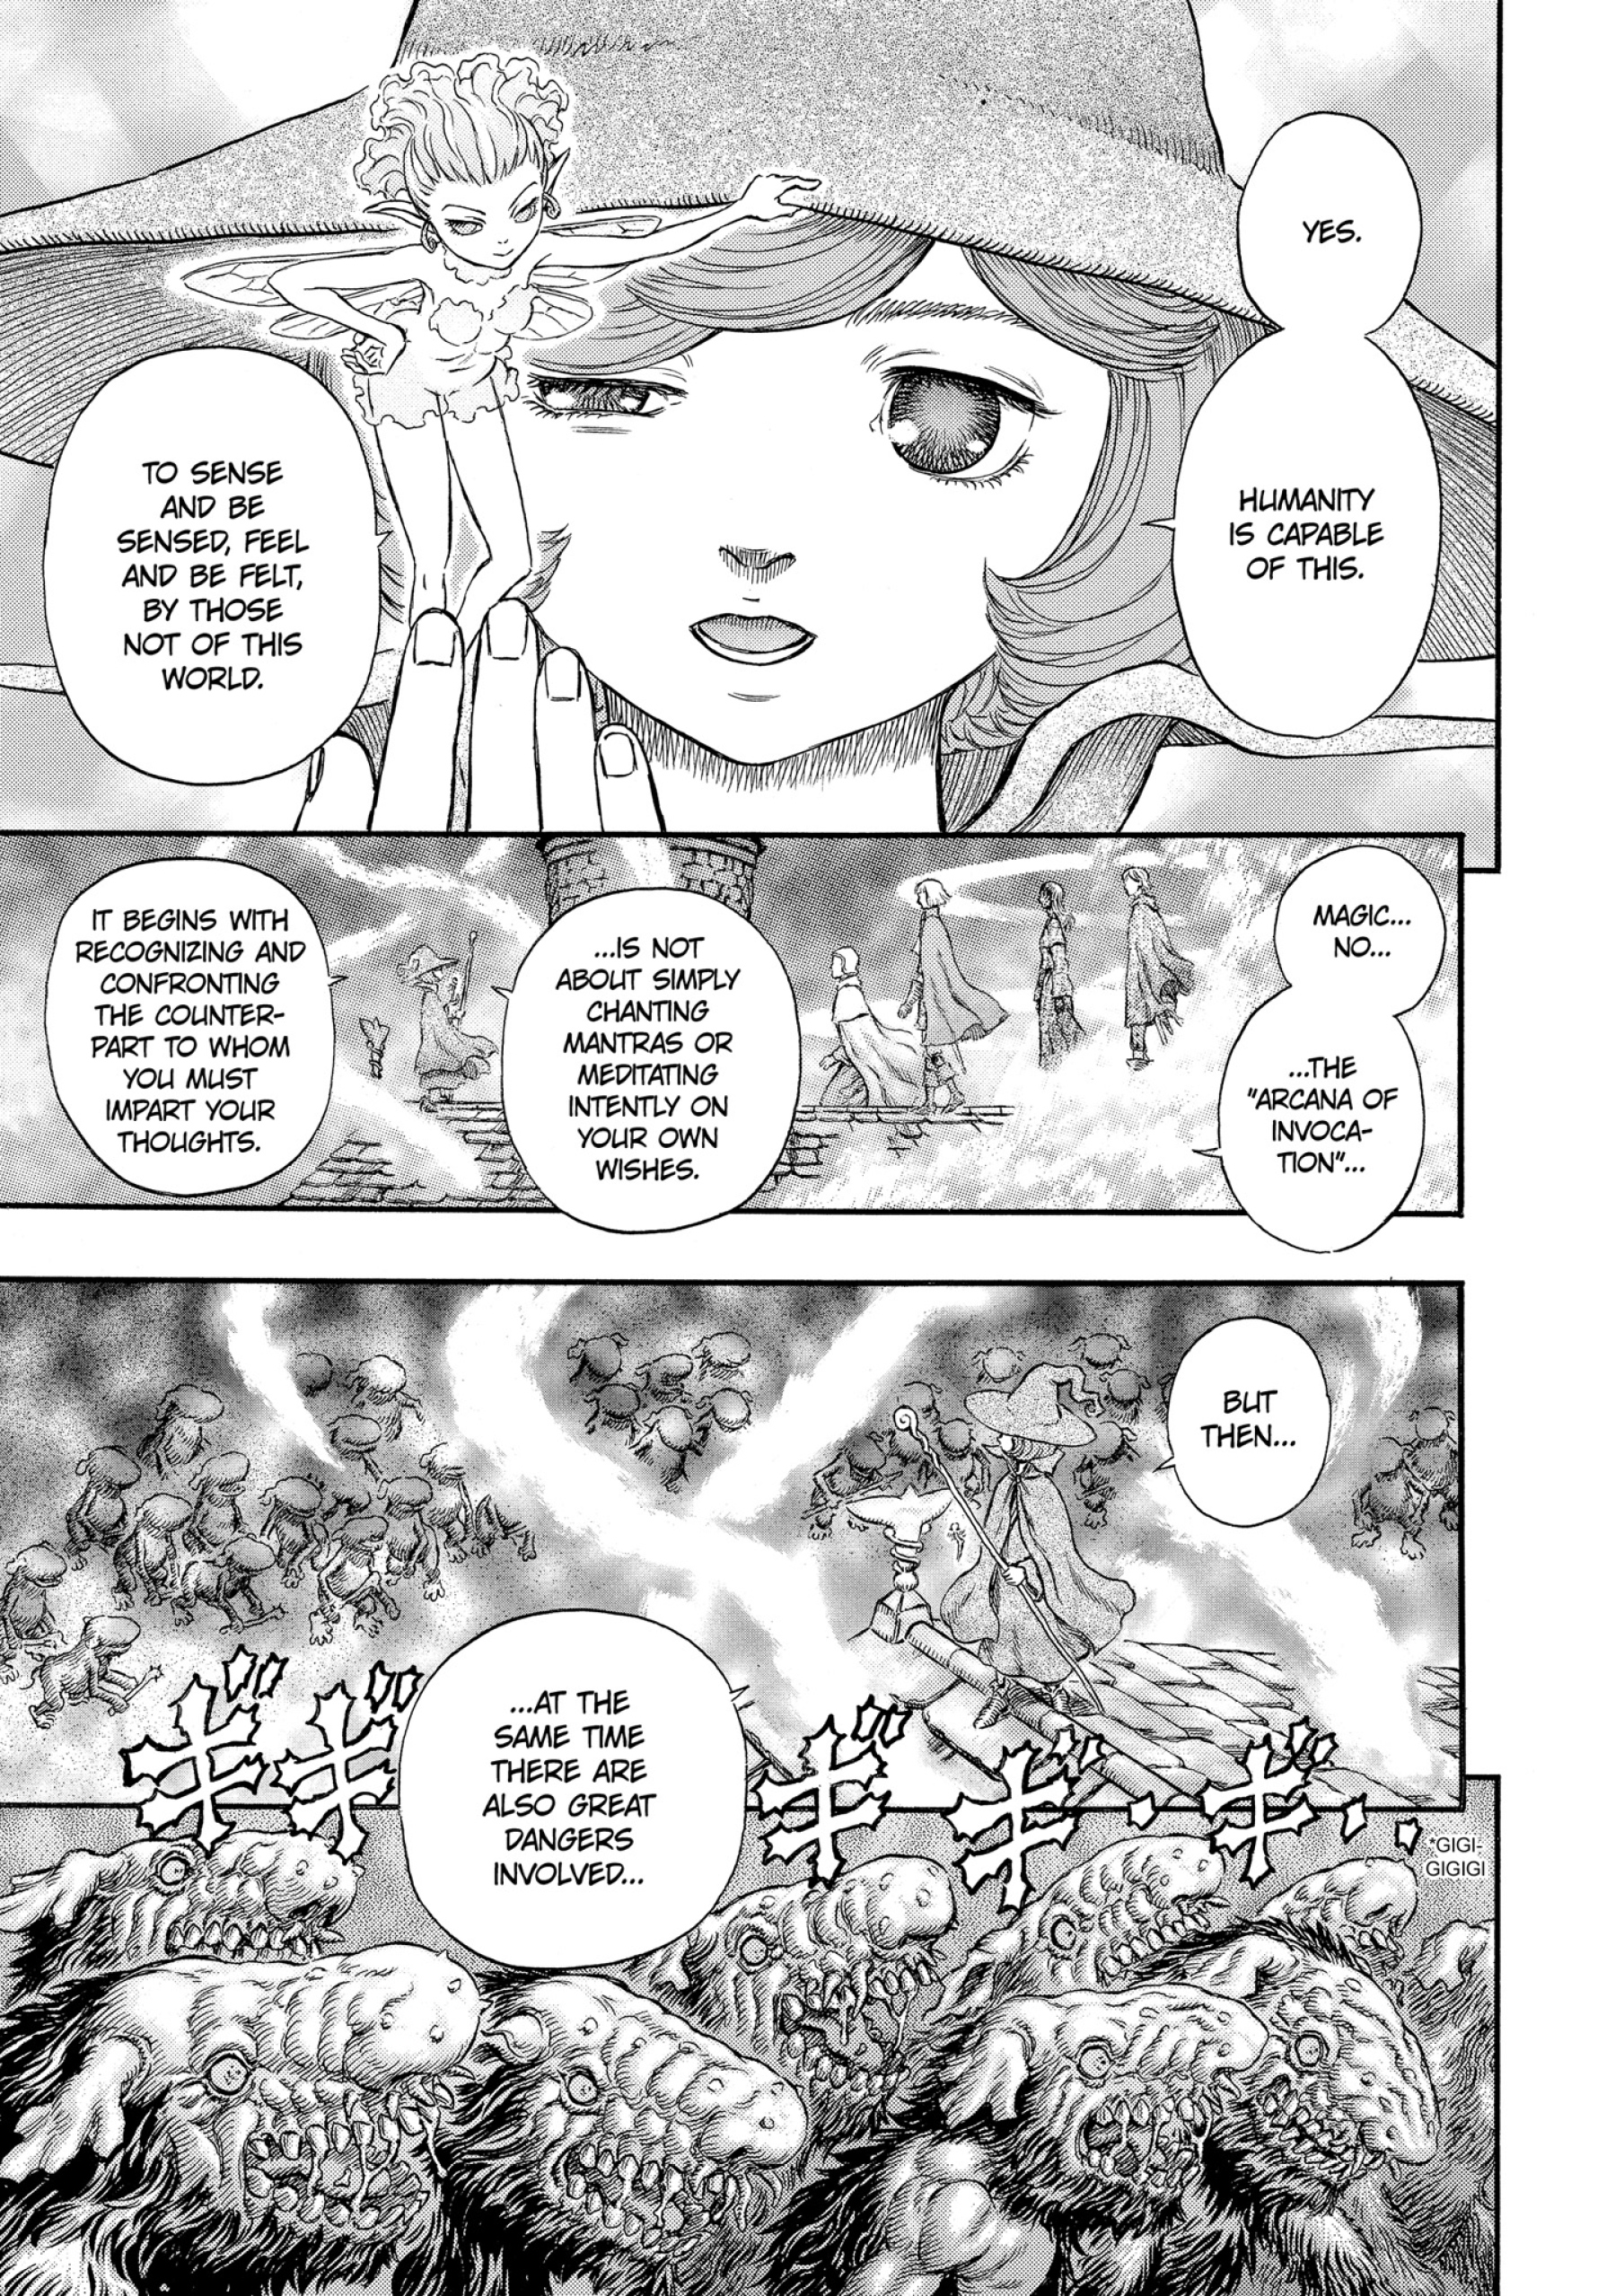 YES.
HUMANITY
IS CAPABLE
OF THIS.
TO SENSE
AND BE
SENSED, FEEL
AND BE FELT,
BY THOSE
NOT OF THIS
WORLD.
MAGIC...
NO...
...THE
"ARCANA OF
INVOCA-
TION"...
...IS NOT
ABOUT SIMPLY
CHANTING
MANTRAS OR
MEDITATING
INTENTLY ON
YOUR OWN
WISHES.
IT BEGINS WITH
RECOGNIZING AND
CONFRONTING
THE COUNTER-
PART TO WHOM
YOU MUST
IMPART YOUR
THOUGHTS.
BUT
THEN...
...AT THE
SAME TIME
THERE ARE
ALSO GREAT
DANGERS
INVOLVED...
ギギギギギ
*GIGI-
GIGIGI